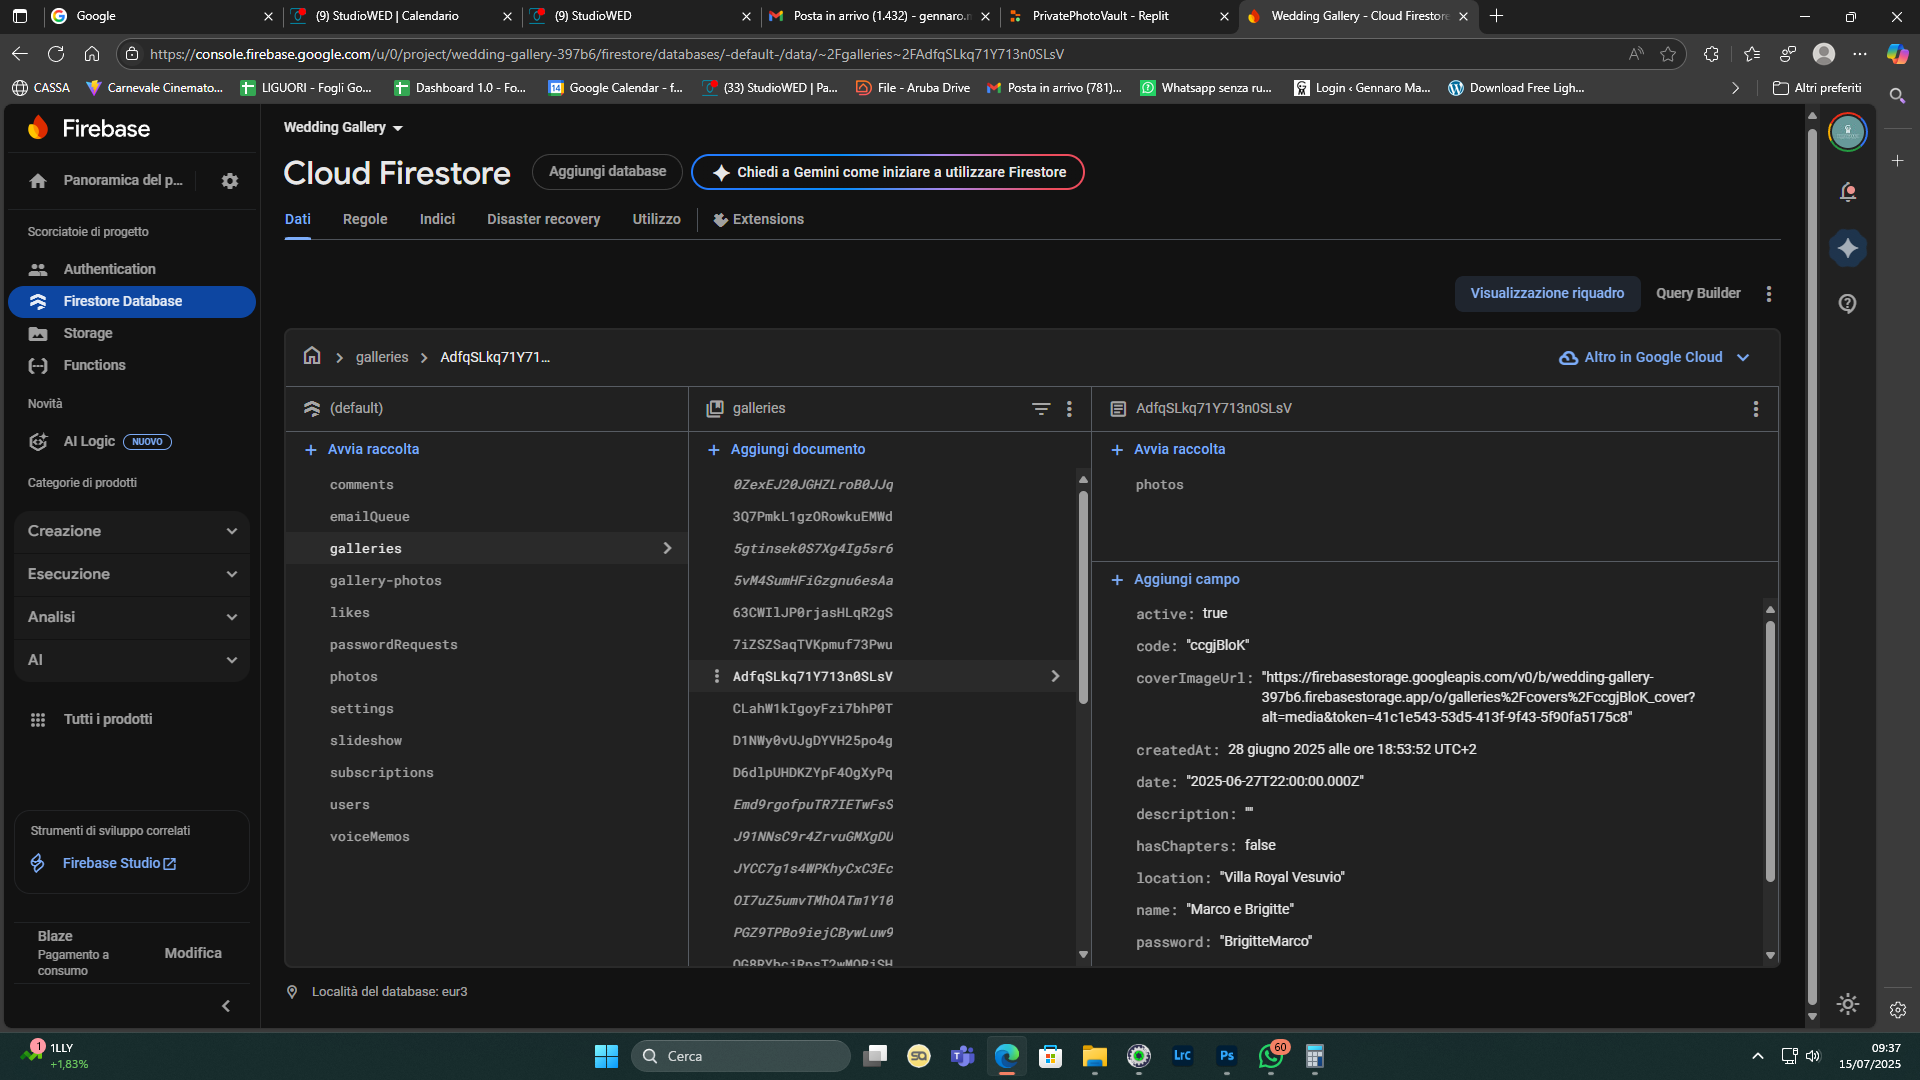 Google
(9) StudioWED | Calendario
(9) StudioWED
Posta in arrivo (1.432) - gennaro.n
PrivatePhotoVault - Replit
Wedding Gallery - Cloud Firestore
https://console.firebase.google.com/u/0/project/wedding-gallery-397b6/firestore/databases/-default-/data/~2Fgalleries~2FAdfqSLkq71Y713n0SLsV
CASSA
Carnevale Cinemato...
LIGUORI - Fogli Go...
Dashboard 1.0 - Fo...
Google Calendar - f...
(33) StudioWED | Pa...
File - Aruba Drive
Posta in arrivo (781)...
Whatsapp senza ru...
Login ‹ Gennaro Ma...
Download Free Ligh...
Altri preferiti
Firebase
Panoramica del p...
Scorciatoie di progetto
Authentication
Firestore Database
Storage
Functions
Novità
AI Logic NUOVO
Categorie di prodotti
Creazione
Esecuzione
Analisi
AI
Tutti i prodotti
Strumenti di sviluppo correlati
Firebase Studio
Blaze
Pagamento a
consumo
Modifica
Wedding Gallery
Cloud Firestore
Aggiungi database
Chiedi a Gemini come iniziare a utilizzare Firestore
Dati
Regole
Indici
Disaster recovery
Utilizzo
Extensions
Visualizzazione riquadro
Query Builder
galleries
AdfqSLkq71Y71...
Altro in Google Cloud
(default)
Avvia raccolta
comments
emailQueue
galleries
gallery-photos
likes
passwordRequests
photos
settings
slideshow
subscriptions
users
voiceMemos
galleries
Aggiungi documento
0ZexEJ20JGHZLroB0JJq
3Q7PmkL1gzORowkuEMWd
5gtinsek0S7Xg4Ig5sr6
5vM4SumHFiGzgnu6esAa
63CWIlJP0rjasHLqR2gS
7iZSZSaqTVKpmuf73Pwu
AdfqSLkq71Y713n0SLsV
CLahW1kIgoyFzi7bhP0T
D1NWy0vUJgDYVH25po4g
D6dlpUHDKZYpF4OgXyPq
Emd9rgofpuTR7IETwFsS
J91NNsC9r4ZrvuGMXgDU
JYCC7g1s4WPKhyCxC3Ec
OI7uZ5umvTMhOATm1Y10
PGZ9TPBo9iejCBywLuw9
AdfqSLkq71Y713n0SLsV
Avvia raccolta
photos
Aggiungi campo
active: true
code: "ccgjBloK"
coverImageUrl: "https://firebasestorage.googleapis.com/v0/b/wedding-gallery-
397b6.firebasestorage.app/o/galleries%2Fcovers%2FccgjBloK_cover?
alt=media&token=41c1e543-53d5-413f-9f43-5f90fa5175c8"
createdAt: 28 giugno 2025 alle ore 18:53:52 UTC+2
date: "2025-06-27T22:00:00.000Z"
description: ""
hasChapters: false
location: "Villa Royal Vesuvio"
name: "Marco e Brigitte"
password: "BrigitteMarco"
Località del database: eur3
1
1LLY
+1,83%
Cerca
SQ
Lrc
Ps
60
09:37
15/07/2025